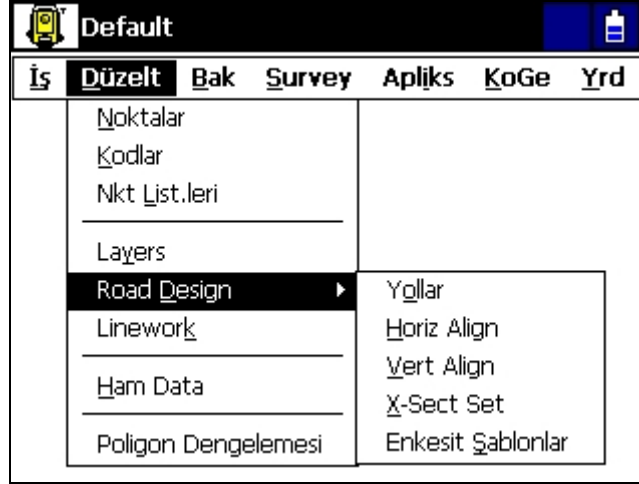 Default
İş Düzelt Bak Survey Apliks KoGe Yrd
Noktalar
Kodlar
Nkt List.leri
Layers
Road Design
Linework
Ham Data
Poligon Dengelemesi
Yollar
Horiz Align
Vert Align
X-Sect Set
Enkesit Şablonlar